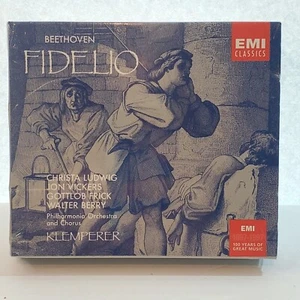 BEETHOVEN
FIDELIO
EMI
CLASSICS
CHRISTA LUDWIG
JON VICKERS
GOTTLOB FRICK
WALTER BERRY
Philharmonia Orchestra
and Chorus
KLEMPERER
EMI
100 YEARS OF
GREAT MUSIC